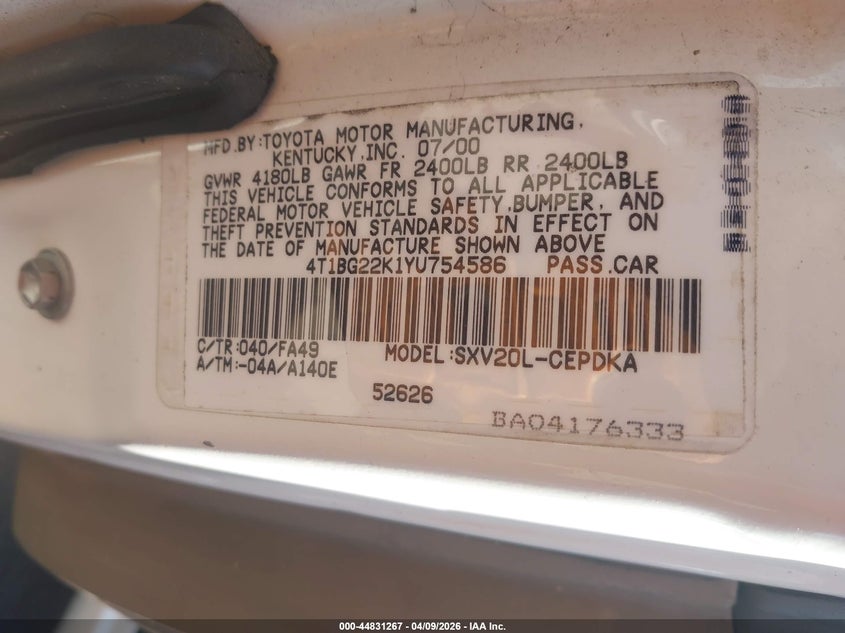 MFD.BY:TOYOTA MOTOR MANUFACTURING,
KENTUCKY,INC. 07/00
GVWR 4180LB GAWR FR 2400LB RR 2400LB
THIS VEHICLE CONFORMS TO ALL APPLICABLE
FEDERAL MOTOR VEHICLE SAFETY,BUMPER, AND
THEFT PREVENTION STANDARDS IN EFFECT ON
THE DATE OF MANUFACTURE SHOWN ABOVE
4T1BG22K1YU754586 PASS.CAR
C/TR:040/FA49 MODEL:SXV20L-CEPDKA
A/TM:-04A/A140E
52626
BA04176333
000-44831267 | 04/09/2026 - IAA Inc.